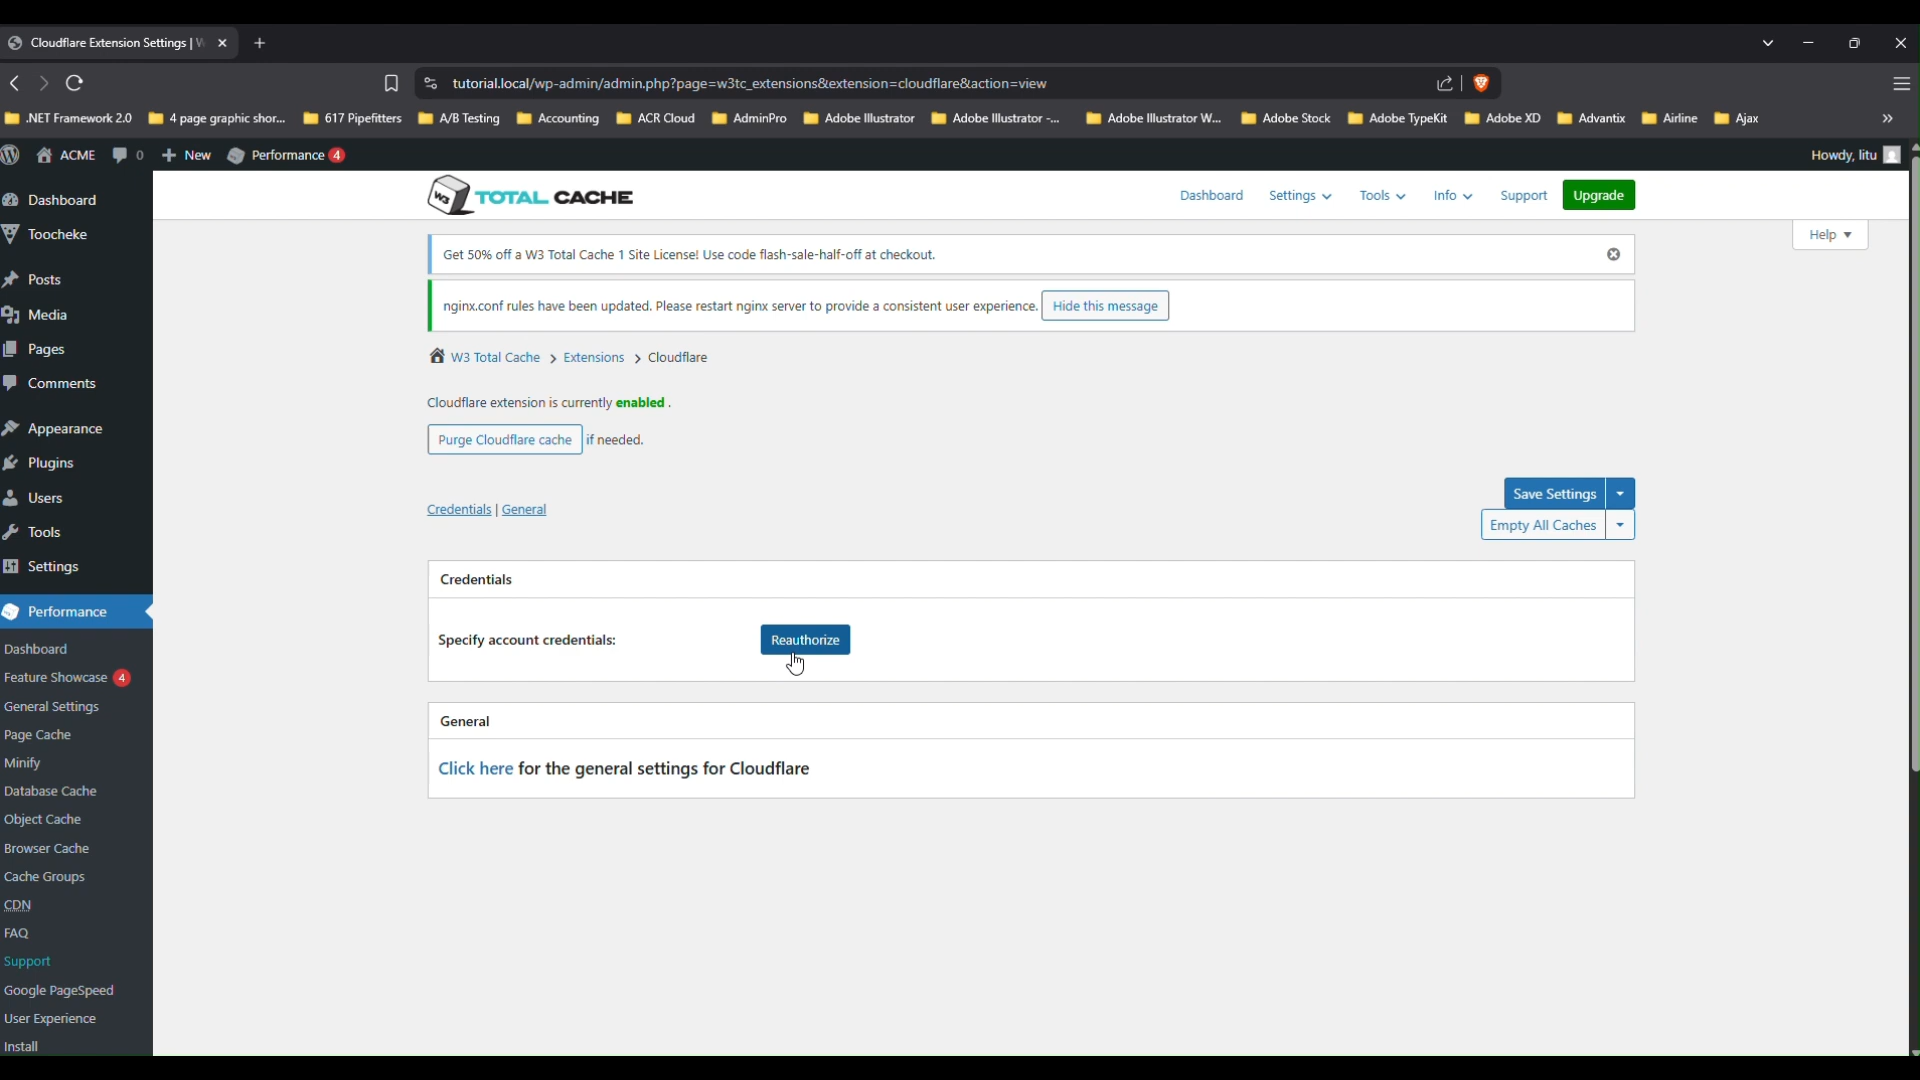 Cloudflare Extension Settings | W
tutorial.local/wp-admin/admin.php?page=w3tc_extensions&extension=cloudflare&action=view
.NET Framework 2.0 4 page graphic shor... 617 Pipefitters A/B Testing Accounting ACR Cloud AdminPro Adobe Illustrator Adobe Illustrator -... Adobe Illustrator W... Adobe Stock Adobe TypeKit Adobe XD Advantix Airline Ajax »
ACME 0 New Performance 4 Howdy, litu
W3 TOTAL CACHE Dashboard Settings Tools Info Support Upgrade
Help
Get 50% off a W3 Total Cache 1 Site License! Use code flash-sale-half-off at checkout.
nginx.conf rules have been updated. Please restart nginx server to provide a consistent user experience. Hide this message
W3 Total Cache > Extensions > Cloudflare
Cloudflare extension is currently enabled .
Purge Cloudflare cache if needed.
Credentials | General
Save Settings
Empty All Caches
Credentials
Specify account credentials: Reauthorize
General
Click here for the general settings for Cloudflare
Dashboard
Toocheke
Posts
Media
Pages
Comments
Appearance
Plugins
Users
Tools
Settings
Performance
Dashboard
Feature Showcase 4
General Settings
Page Cache
Minify
Database Cache
Object Cache
Browser Cache
Cache Groups
CDN
FAQ
Support
Google PageSpeed
User Experience
Install